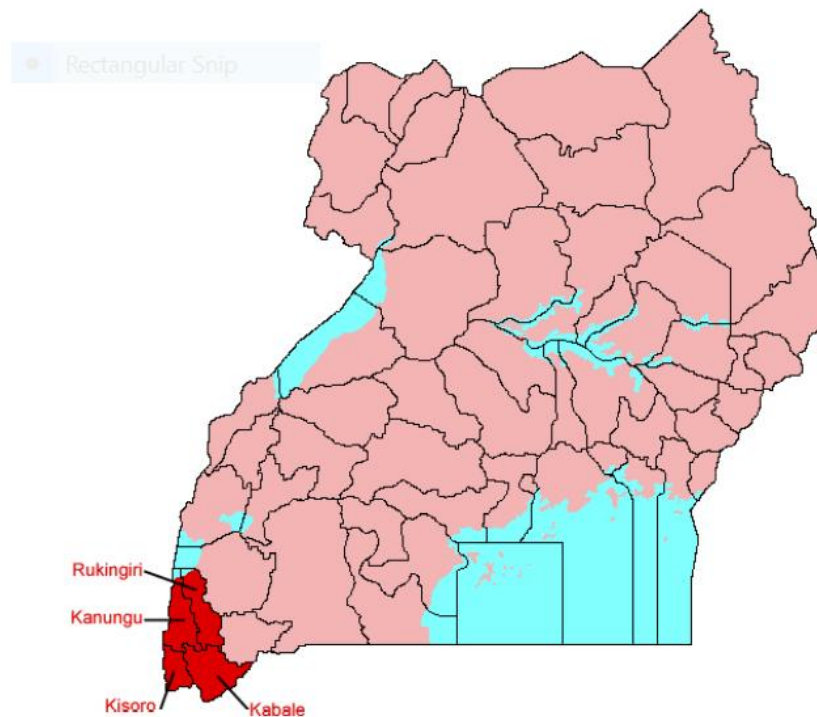 Rectangular Snip
Rukingiri
Kanungu
Kisoro
Kabale